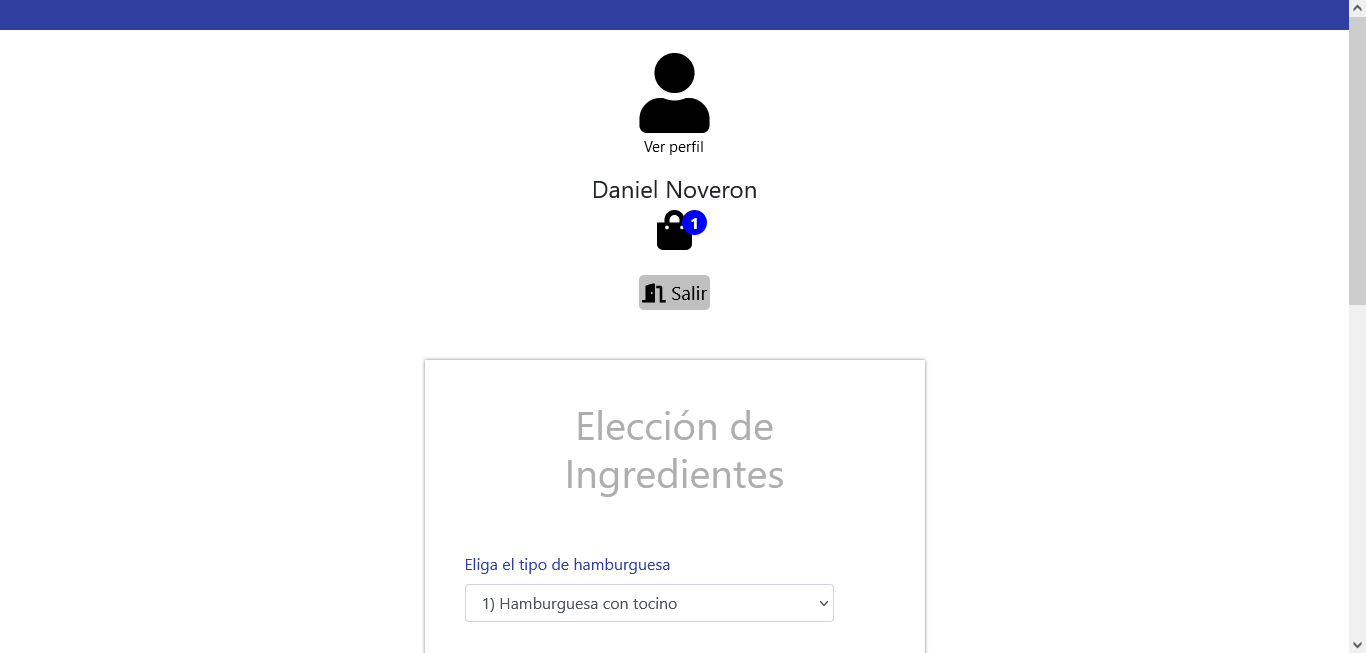 Ver perfil
Daniel Noveron
1
Salir
Elección de
Ingredientes
Eliga el tipo de hamburguesa
1) Hamburguesa con tocino